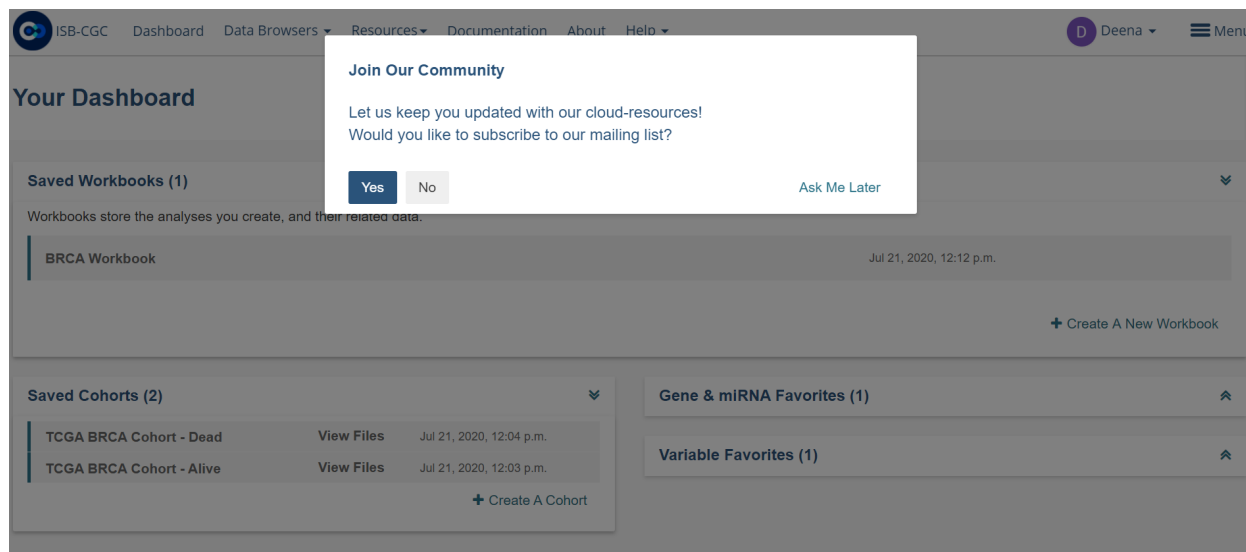 ISB-CGC Dashboard Data Browsers Resources Documentation About Help D Deena Menu
Join Our Community
Your Dashboard
Let us keep you updated with our cloud-resources!
Would you like to subscribe to our mailing list?
Saved Workbooks (1)
Yes No Ask Me Later
Workbooks store the analyses you create, and their related data.
BRCA Workbook Jul 21, 2020, 12:12 p.m.
+ Create A New Workbook
Saved Cohorts (2)
TCGA BRCA Cohort - Dead View Files Jul 21, 2020, 12:04 p.m.
TCGA BRCA Cohort - Alive View Files Jul 21, 2020, 12:03 p.m.
+ Create A Cohort
Gene & miRNA Favorites (1)
Variable Favorites (1)